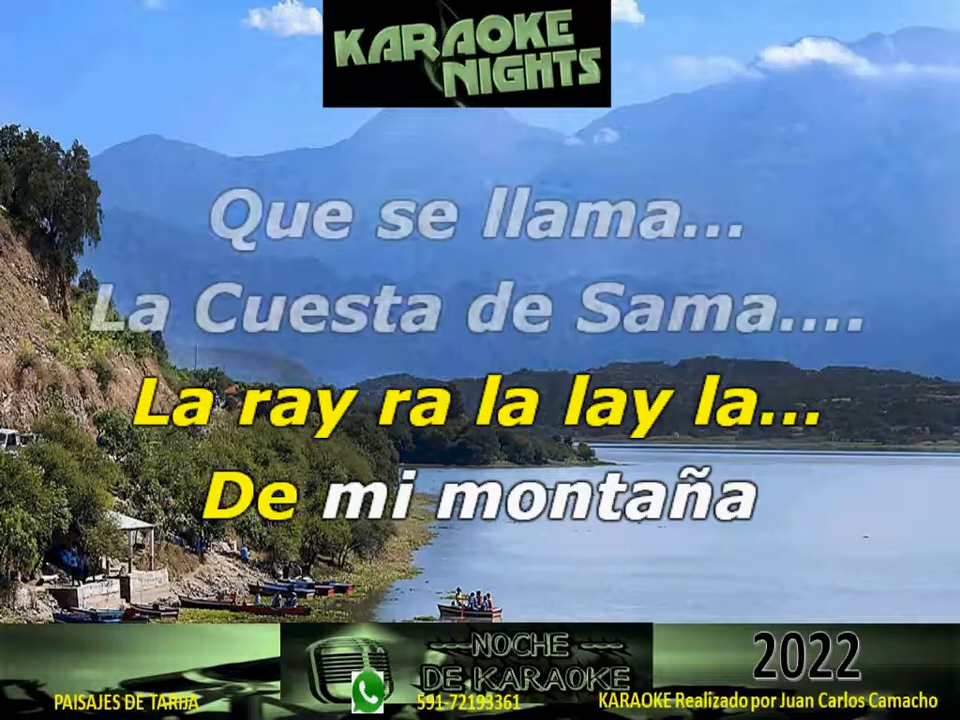 KARAOKE
NIGHTS
Que se llama...
La Cuesta de Sama....
La ray ra la lay la...
De mi montaña
NOCHE
DE KARAOKE
2022
PAISAJES DE TARIJA
591-72193361
KARAOKE Realizado por Juan Carlos Camacho